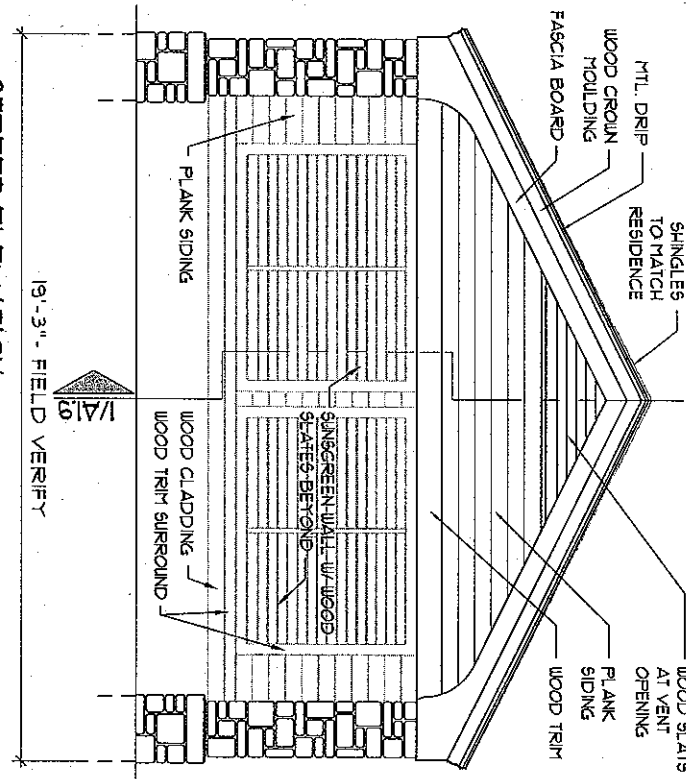 SHINGLES
TO MATCH
RESIDENCE
MTL. DRIP
WOOD CROWN
MOULDING
FASCIA BOARD
WOOD SLATS
AT VENT
OPENING
PLANK
SIDING
WOOD TRIM
SUNSCREEN WALL W/ WOOD
SLATES BEYOND
PLANK SIDING
WOOD CLADDING
WOOD TRIM SURROUND
1/A1.9
19'-3" - FIELD VERIFY